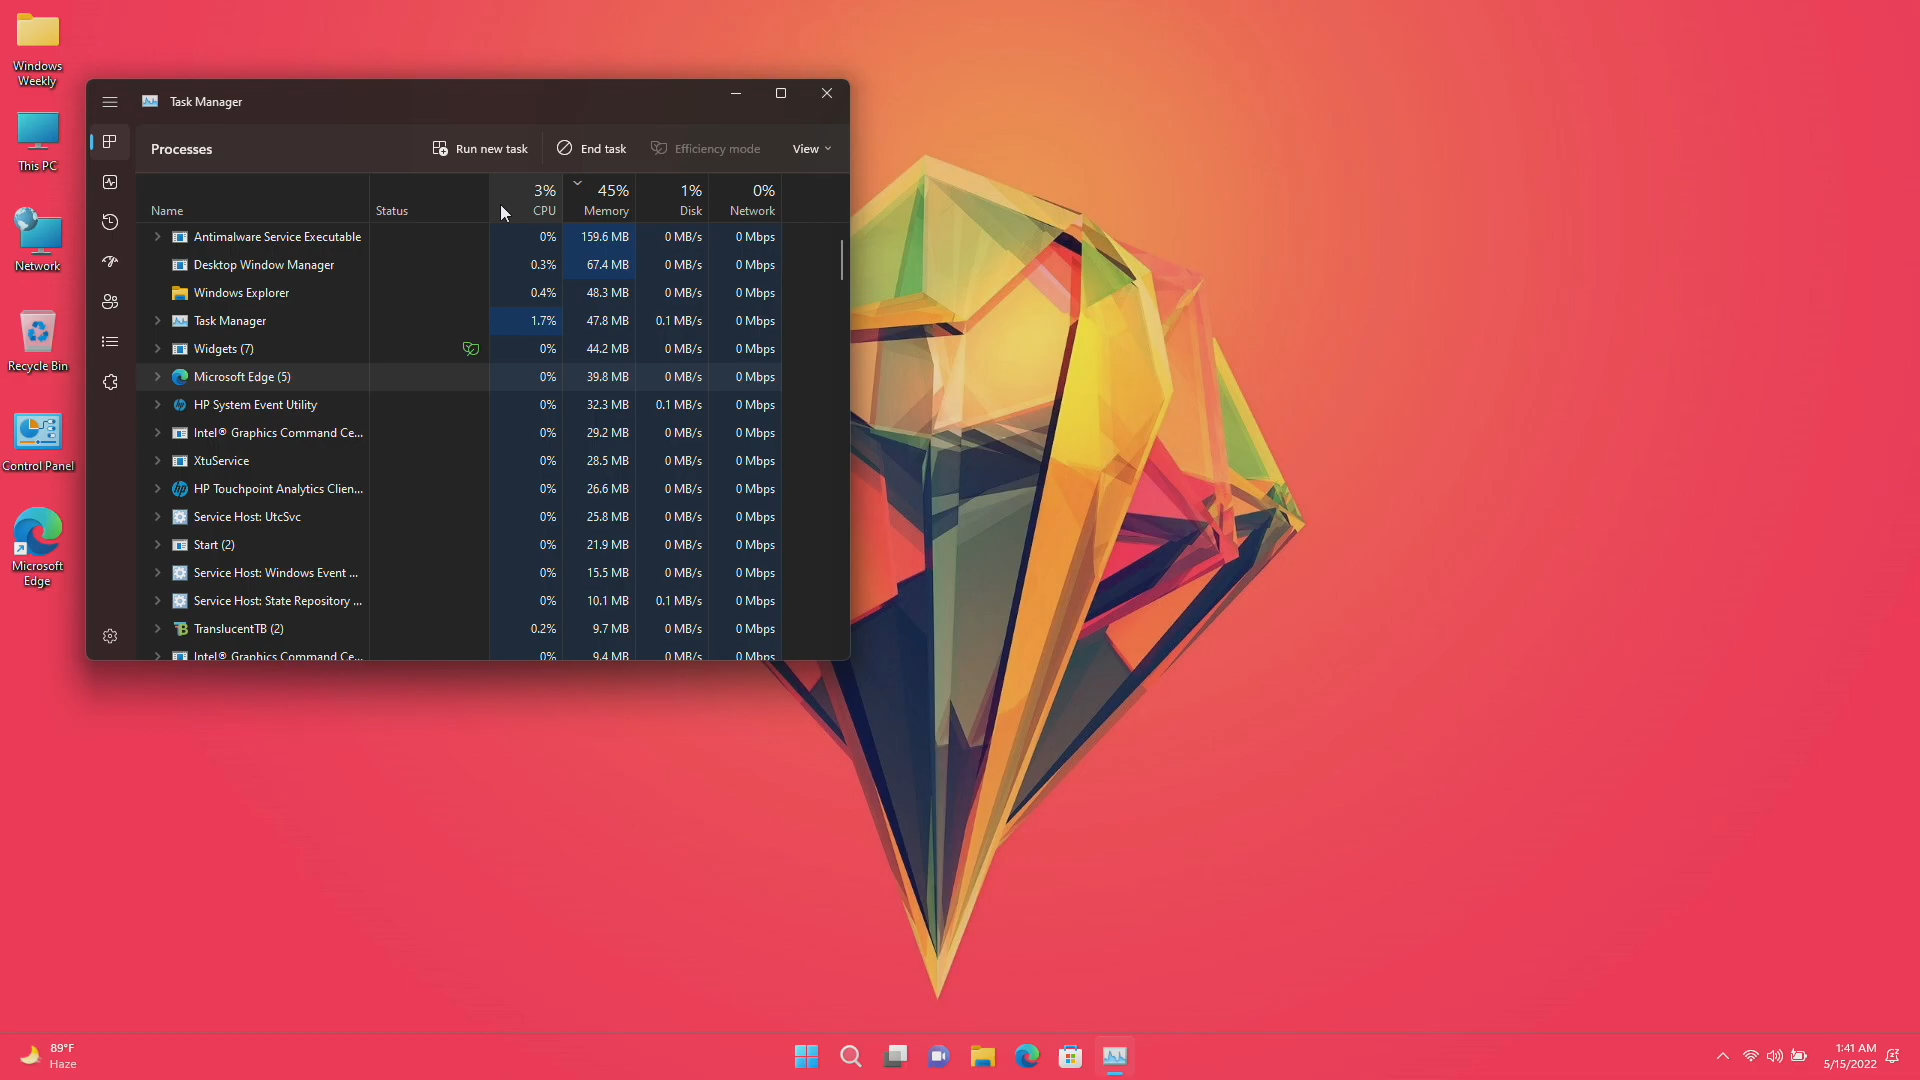 Windows
Weekly
This PC
Network
Recycle Bin
Control Panel
Microsoft
Edge
Task Manager
Processes
Run new task
End task
Efficiency mode
View
Name
Status
3%
CPU
45%
Memory
1%
Disk
0%
Network
Antimalware Service Executable 0% 159.6 MB 0 MB/s 0 Mbps
Desktop Window Manager 0.3% 67.4 MB 0 MB/s 0 Mbps
Windows Explorer 0.4% 48.3 MB 0 MB/s 0 Mbps
Task Manager 1.7% 47.8 MB 0.1 MB/s 0 Mbps
Widgets (7) 0% 44.2 MB 0 MB/s 0 Mbps
Microsoft Edge (5) 0% 39.8 MB 0 MB/s 0 Mbps
HP System Event Utility 0% 32.3 MB 0.1 MB/s 0 Mbps
Intel® Graphics Command Ce... 0% 29.2 MB 0 MB/s 0 Mbps
XtuService 0% 28.5 MB 0 MB/s 0 Mbps
HP Touchpoint Analytics Clien... 0% 26.6 MB 0 MB/s 0 Mbps
Service Host: UtcSvc 0% 25.8 MB 0 MB/s 0 Mbps
Start (2) 0% 21.9 MB 0 MB/s 0 Mbps
Service Host: Windows Event ... 0% 15.5 MB 0 MB/s 0 Mbps
Service Host: State Repository ... 0% 10.1 MB 0.1 MB/s 0 Mbps
TranslucentTB (2) 0.2% 9.7 MB 0 MB/s 0 Mbps
Intel® Graphics Command Ce... 0% 9.4 MB 0 MB/s 0 Mbps
89°F
Haze
1:41 AM
5/15/2022